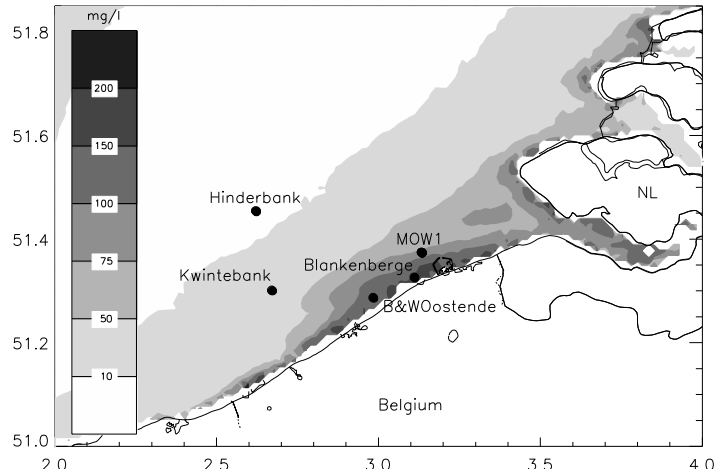 mg/l
51.8
200
51.6
150
NL
Hinderbank
100
51.4
MOW1
75
Blankenberge
Kwintebank
B&WOostende
50
51.2
10
Belgium
51.0
2.0 2.5 3.0 3.5 4.0